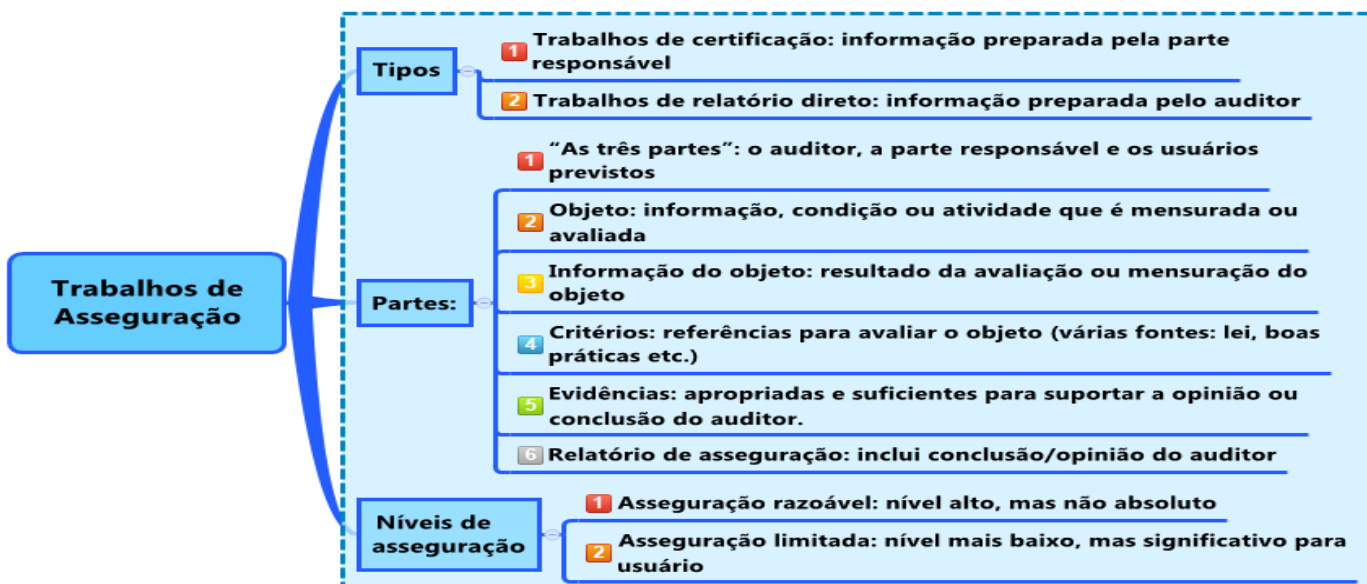 Trabalhos de
Asseguração
Tipos
1 Trabalhos de certificação: informação preparada pela parte
responsável
2 Trabalhos de relatório direto: informação preparada pelo auditor
Partes:
1 “As três partes”: o auditor, a parte responsável e os usuários
previstos
2 Objeto: informação, condição ou atividade que é mensurada ou
avaliada
3 Informação do objeto: resultado da avaliação ou mensuração do
objeto
4 Critérios: referências para avaliar o objeto (várias fontes: lei, boas
práticas etc.)
5 Evidências: apropriadas e suficientes para suportar a opinião ou
conclusão do auditor.
6 Relatório de asseguração: inclui conclusão/opinião do auditor
Níveis de
asseguração
1 Asseguração razoável: nível alto, mas não absoluto
2 Asseguração limitada: nível mais baixo, mas significativo para
usuário